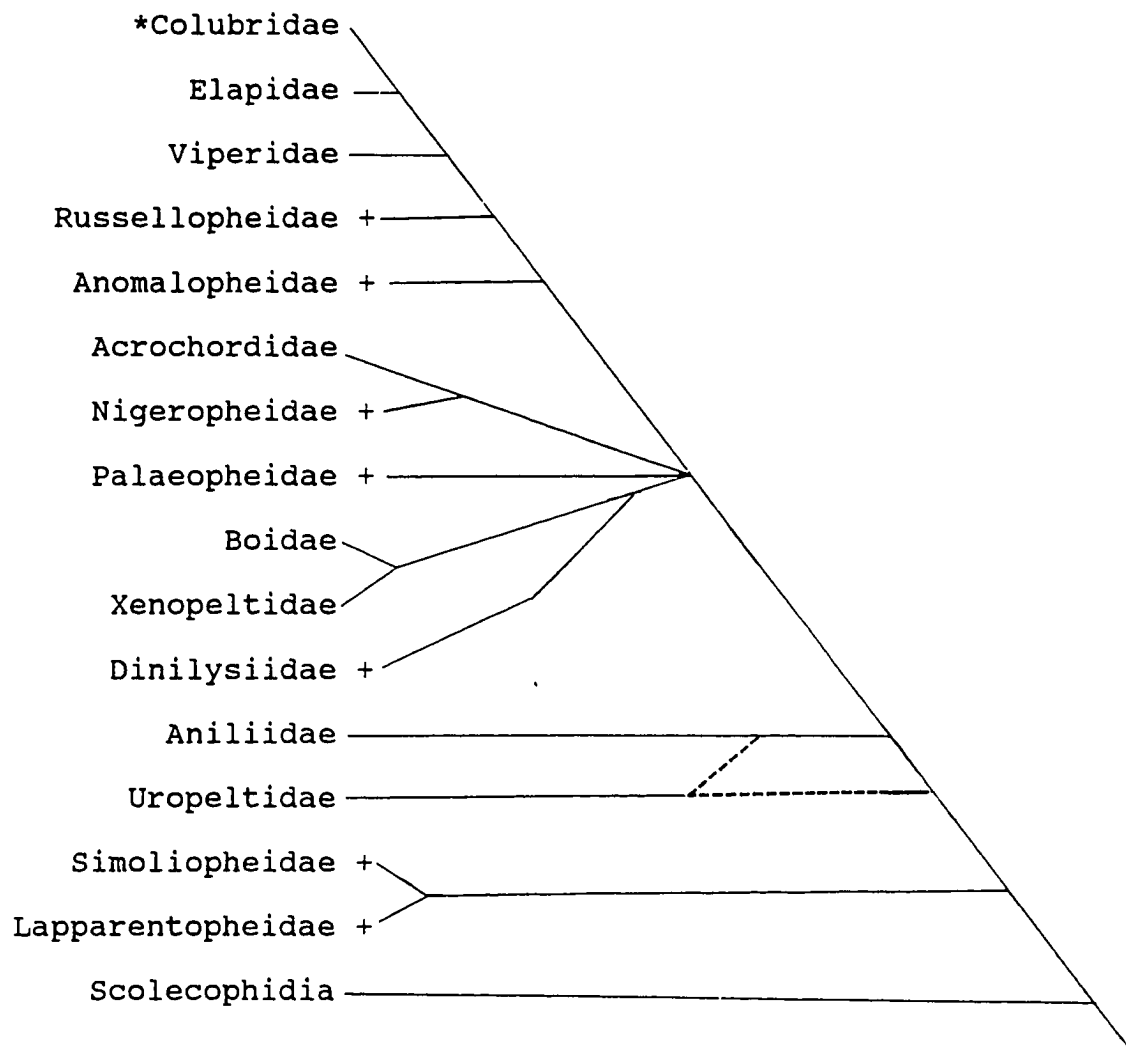 *Colubridae
Elapidae
Viperidae
Russellopheidae +
Anomalopheidae +
Acrochordidae
Nigeropheidae +
Palaeopheidae +
Boidae
Xenopeltidae
Dinilysiidae +
Aniliidae
Uropeltidae
Simoliopheidae +
Lapparentopheidae +
Scolecophidia